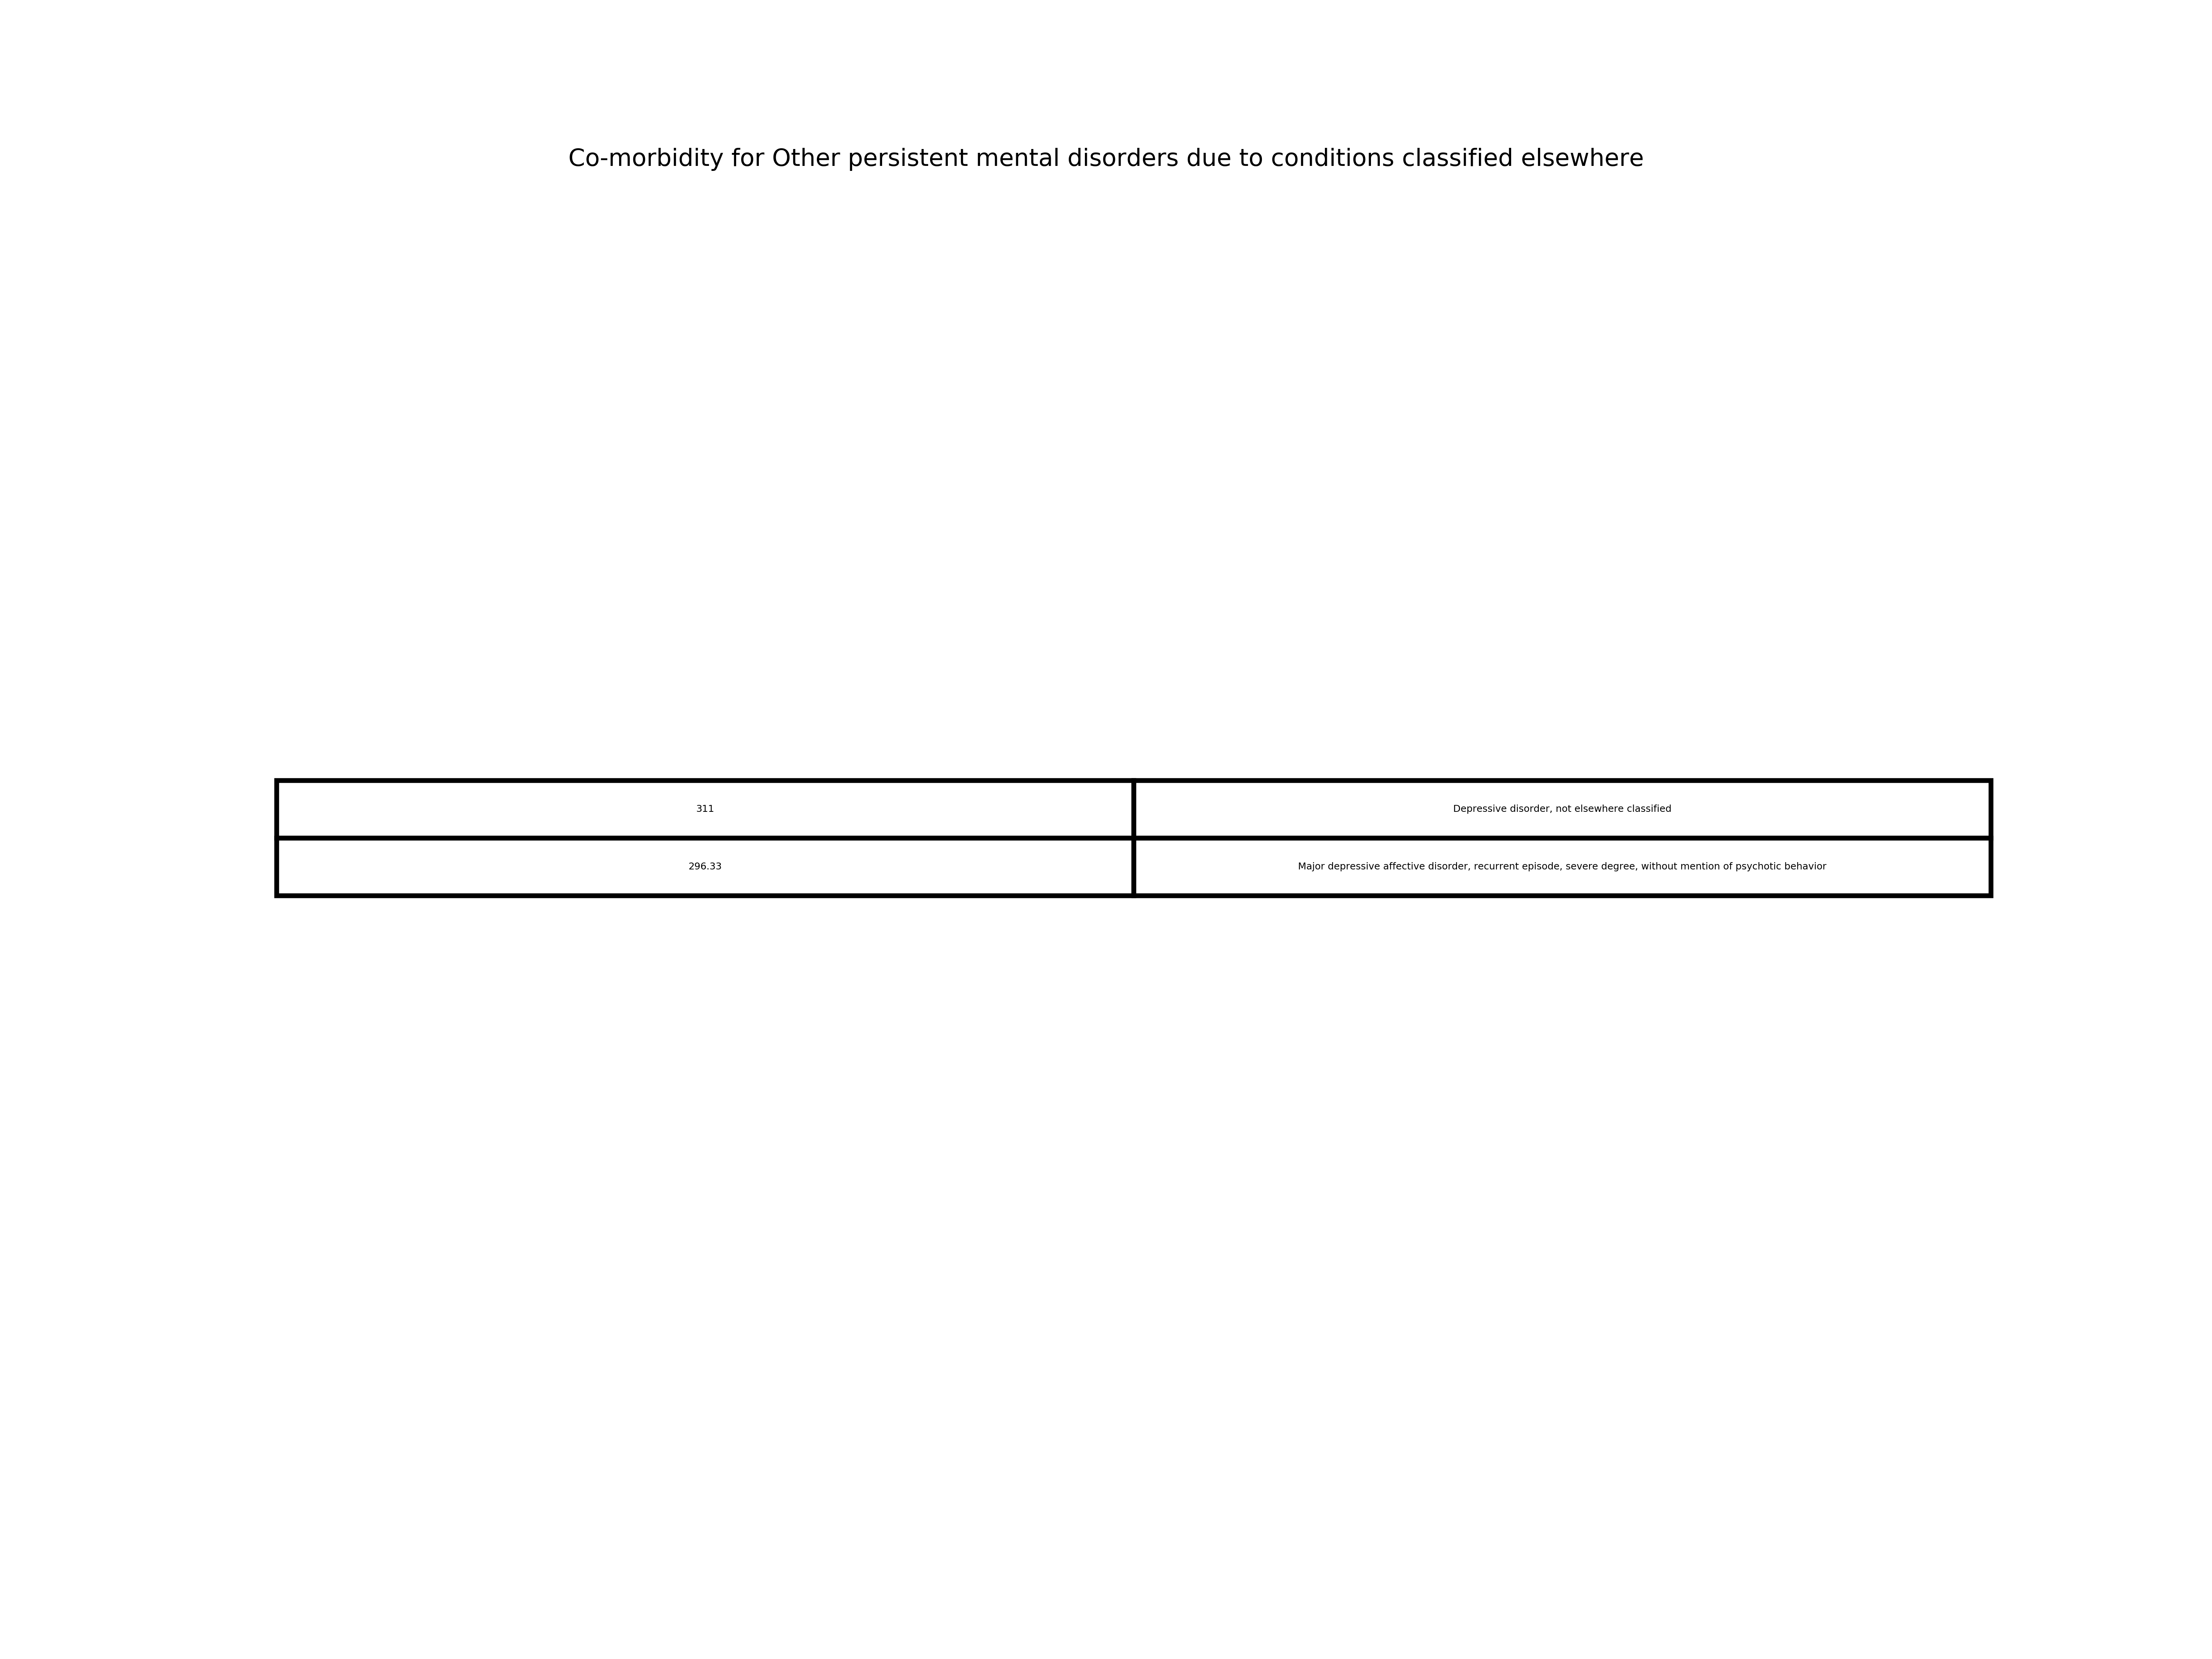 Co-morbidity for Other persistent mental disorders due to conditions classified elsewhere
311 Depressive disorder, not elsewhere classified
296.33 Major depressive affective disorder, recurrent episode, severe degree, without mention of psychotic behavior